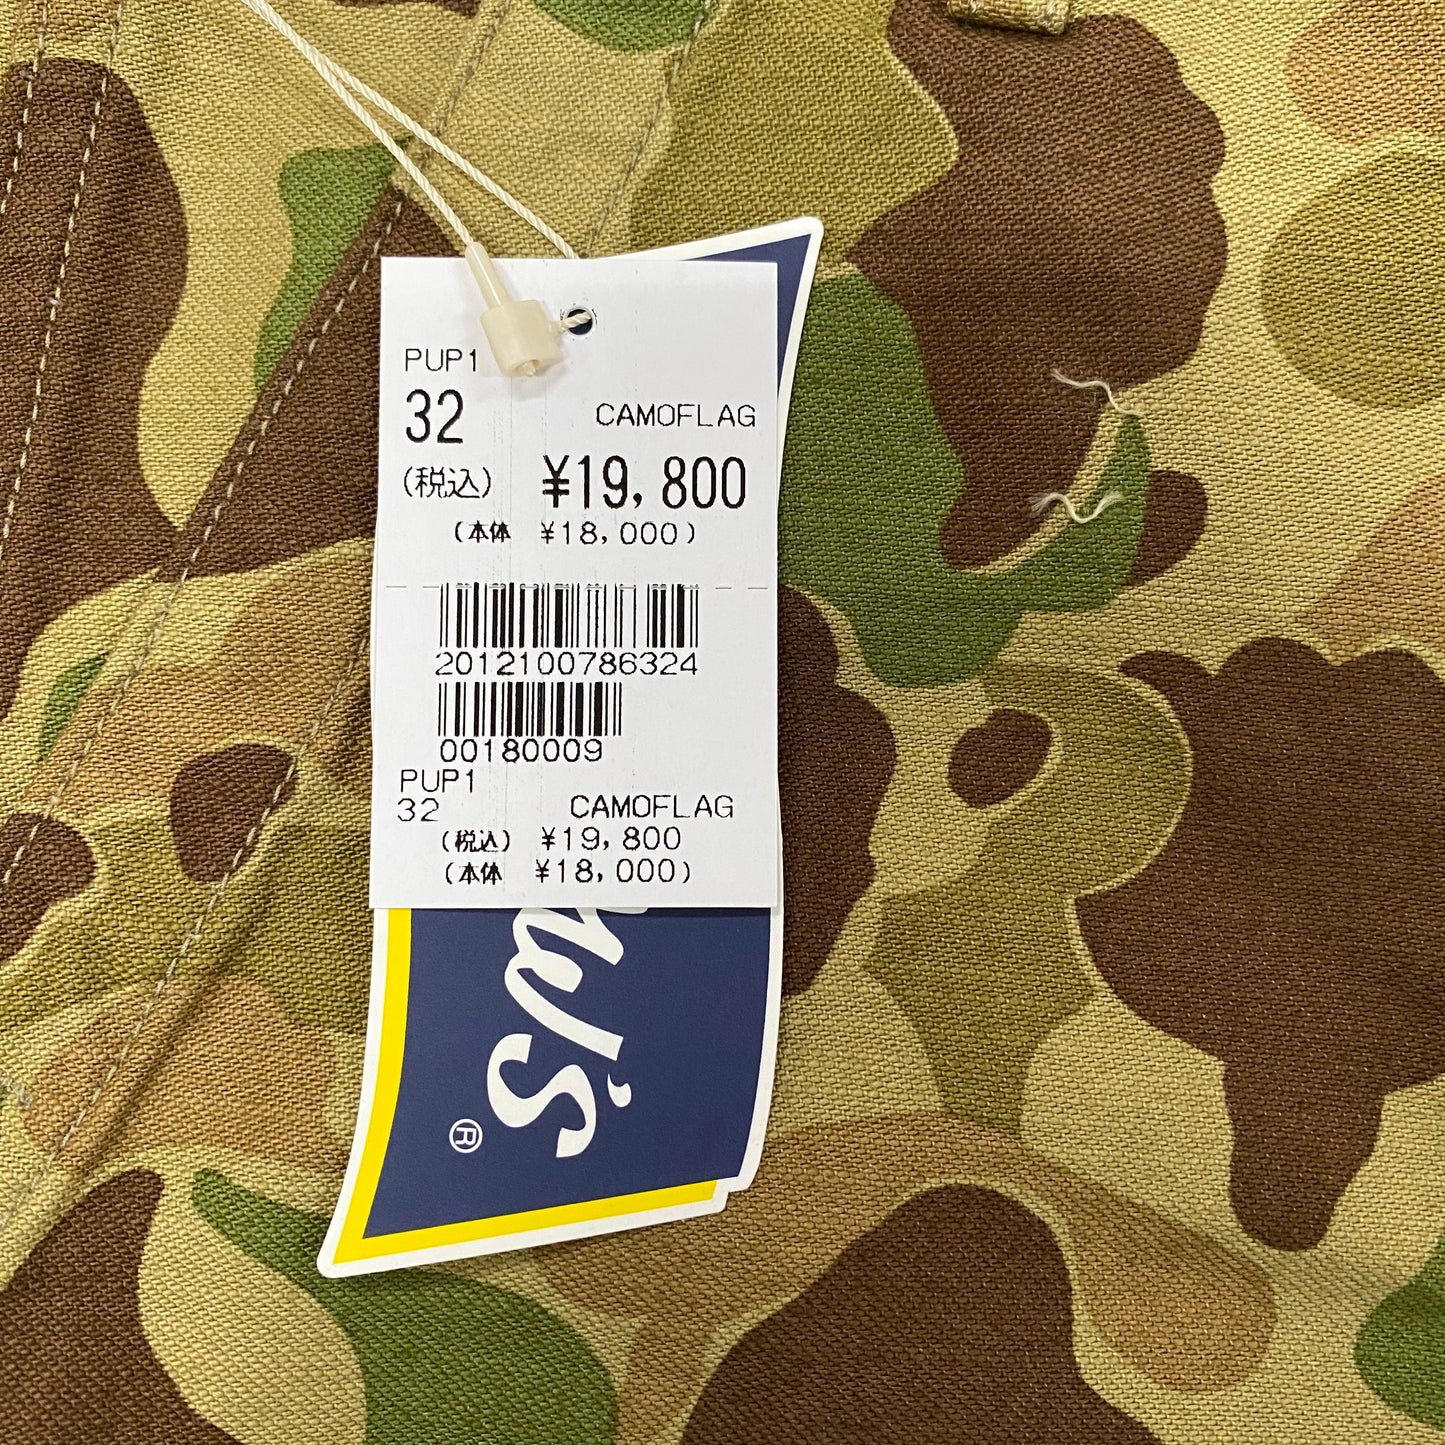 PUP1
32 CAMOFLAG
(税込) ¥19,800
(本体 ¥18,000)
2012100786324
00180009
PUP1
32 CAMOFLAG
(税込) ¥19,800
(本体 ¥18,000)
w's
®